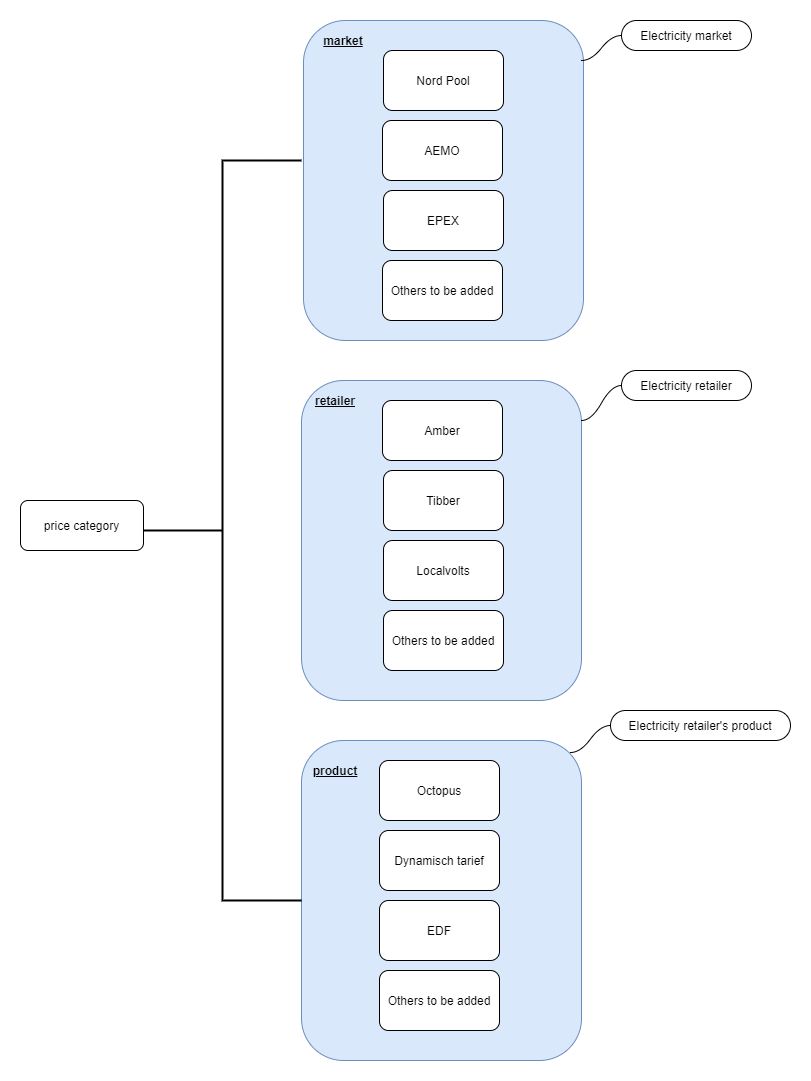 market
Electricity market
Nord Pool
AEMO
EPEX
Others to be added
retailer
Electricity retailer
Amber
Tibber
Localvolts
Others to be added
price category
product
Electricity retailer's product
Octopus
Dynamisch tarief
EDF
Others to be added